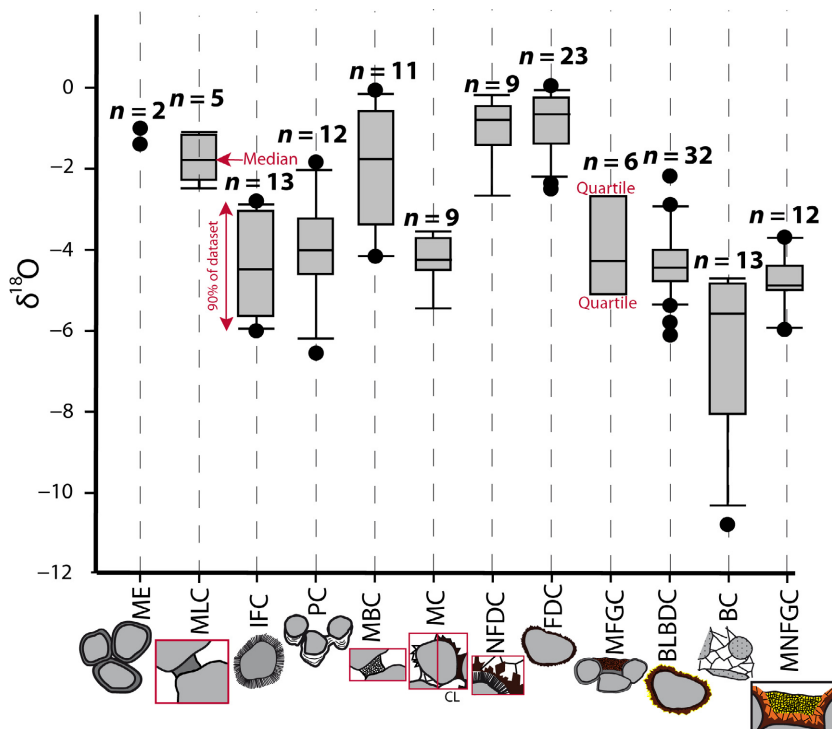 n = 11
n = 23
0
n = 9
n = 2
n = 5
n = 12
n = 32
−2
Median
n = 6
n = 13
Quartile
n = 9
n = 12
−4
n = 13
δ18O
90% of dataset
Quartile
−6
−8
−10
−12
ME
MLC
IFC
PC
MBC
MC
NFDC
FDC
MFGC
BLBDC
BC
MNFGC
CL